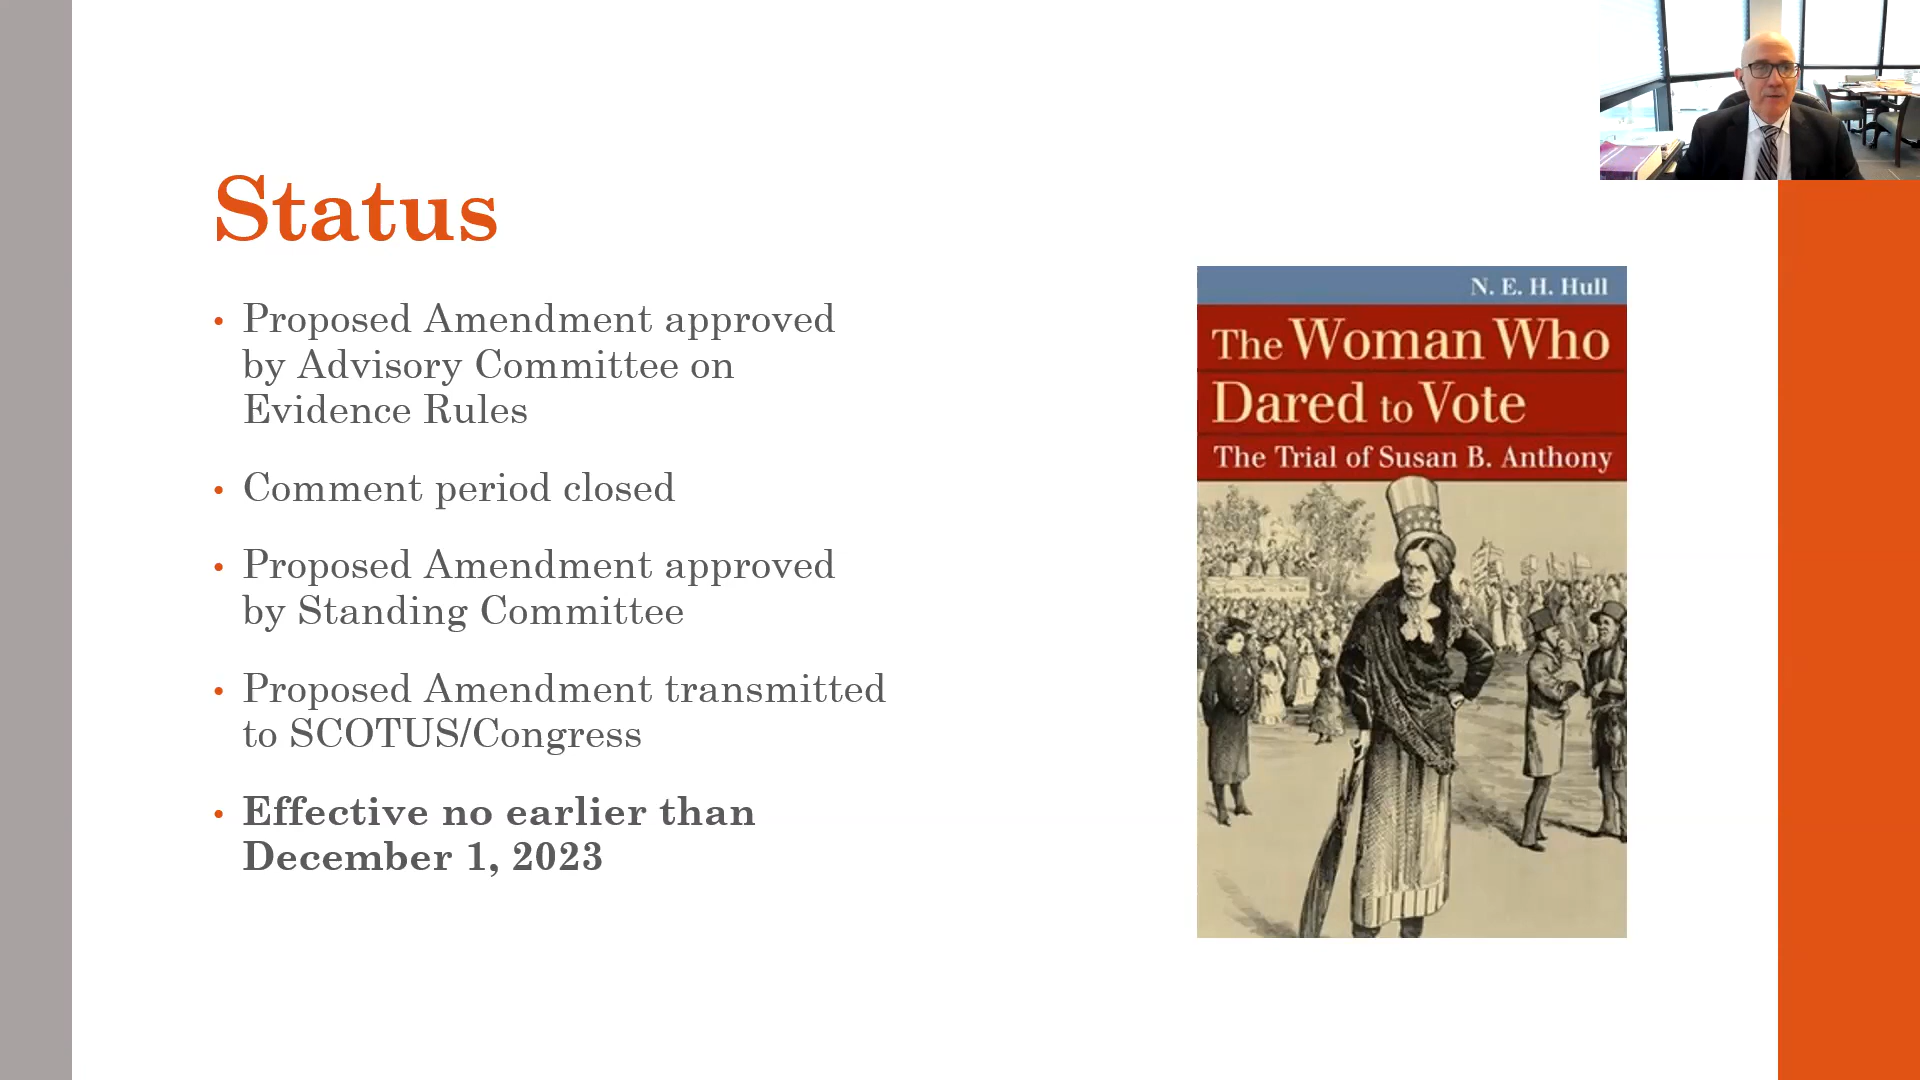 Status
• Proposed Amendment approved
by Advisory Committee on
Evidence Rules
• Comment period closed
• Proposed Amendment approved
by Standing Committee
• Proposed Amendment transmitted
to SCOTUS/Congress
• Effective no earlier than
December 1, 2023
N. E. H. Hull
The Woman Who
Dared to Vote
The Trial of Susan B. Anthony